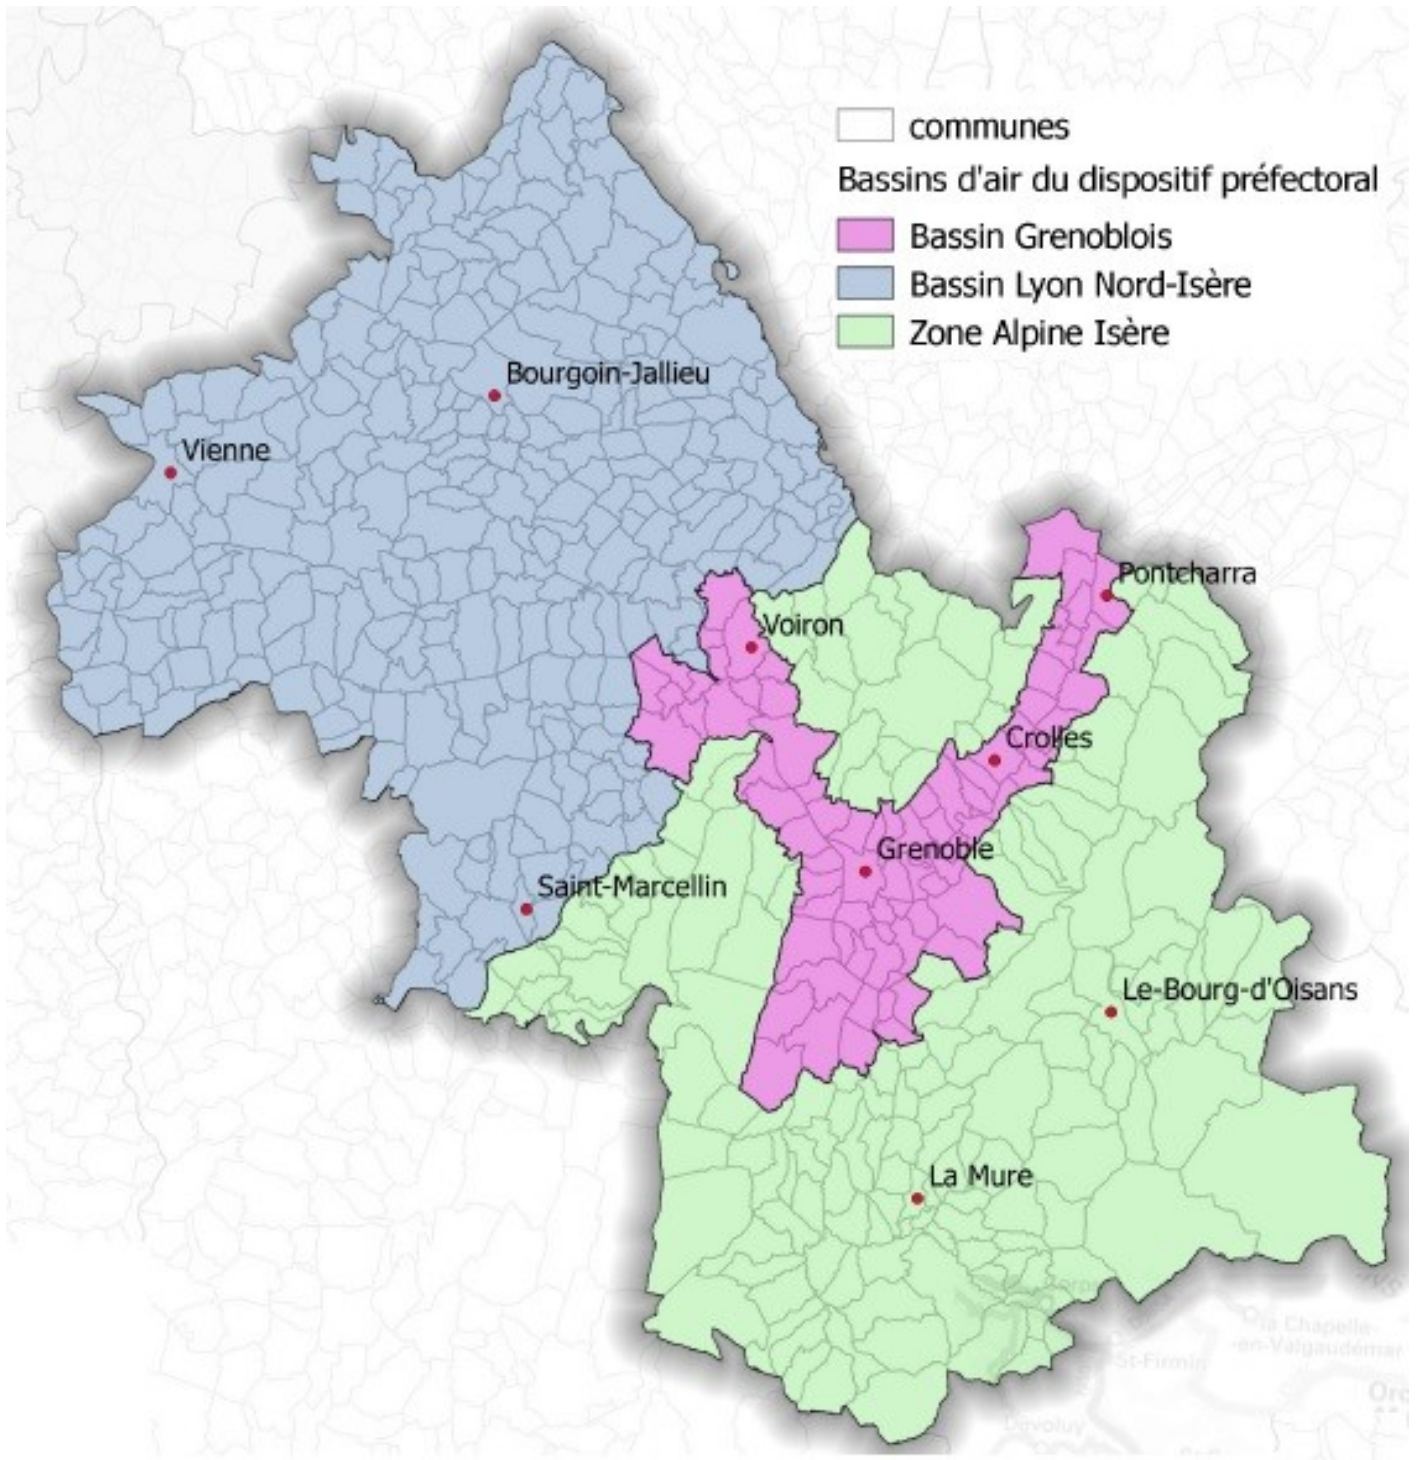 communes
Bassins d'air du dispositif préfectoral
Bassin Grenoblois
Bassin Lyon Nord-Isère
Zone Alpine Isère
Bourgoin-Jallieu
Vienne
Pontcharra
Voiron
Crolles
Grenoble
Saint-Marcellin
Le-Bourg-d'Oisans
La Mure
la Chapelle-
-en-Valgaudémar
St-Firmin
Dévoluy